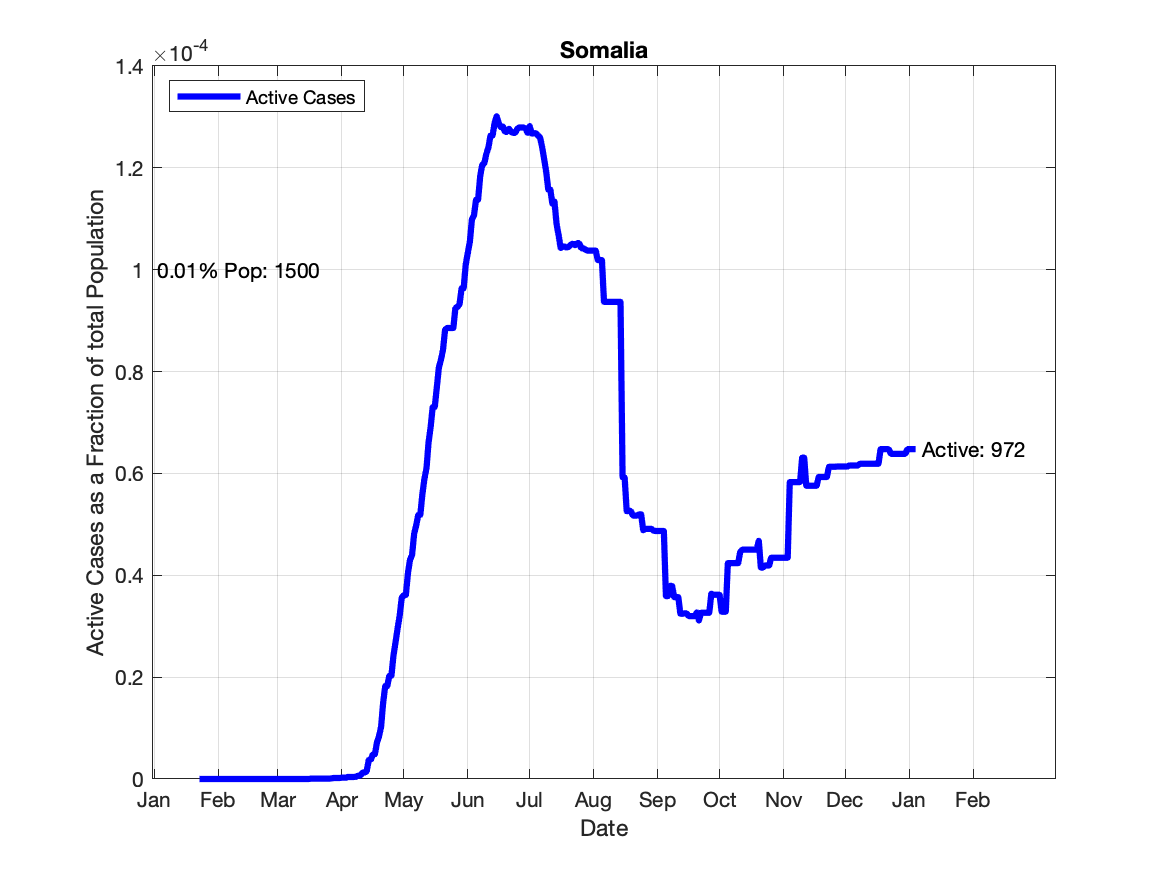 Somalia
×10-4
Active Cases
1.4
1.2
1
0.8
0.6
0.4
0.2
0
0.01% Pop: 1500
Active: 972
Active Cases as a Fraction of total Population
Jan Feb Mar Apr May Jun Jul Aug Sep Oct Nov Dec Jan Feb
Date